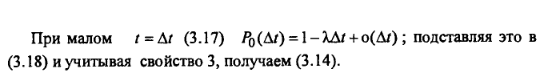 При малом t = Δt (3.17) P₀(Δt) = 1 − λΔt + o(Δt); подставляя это в
(3.18) и учитывая свойство 3, получаем (3.14).